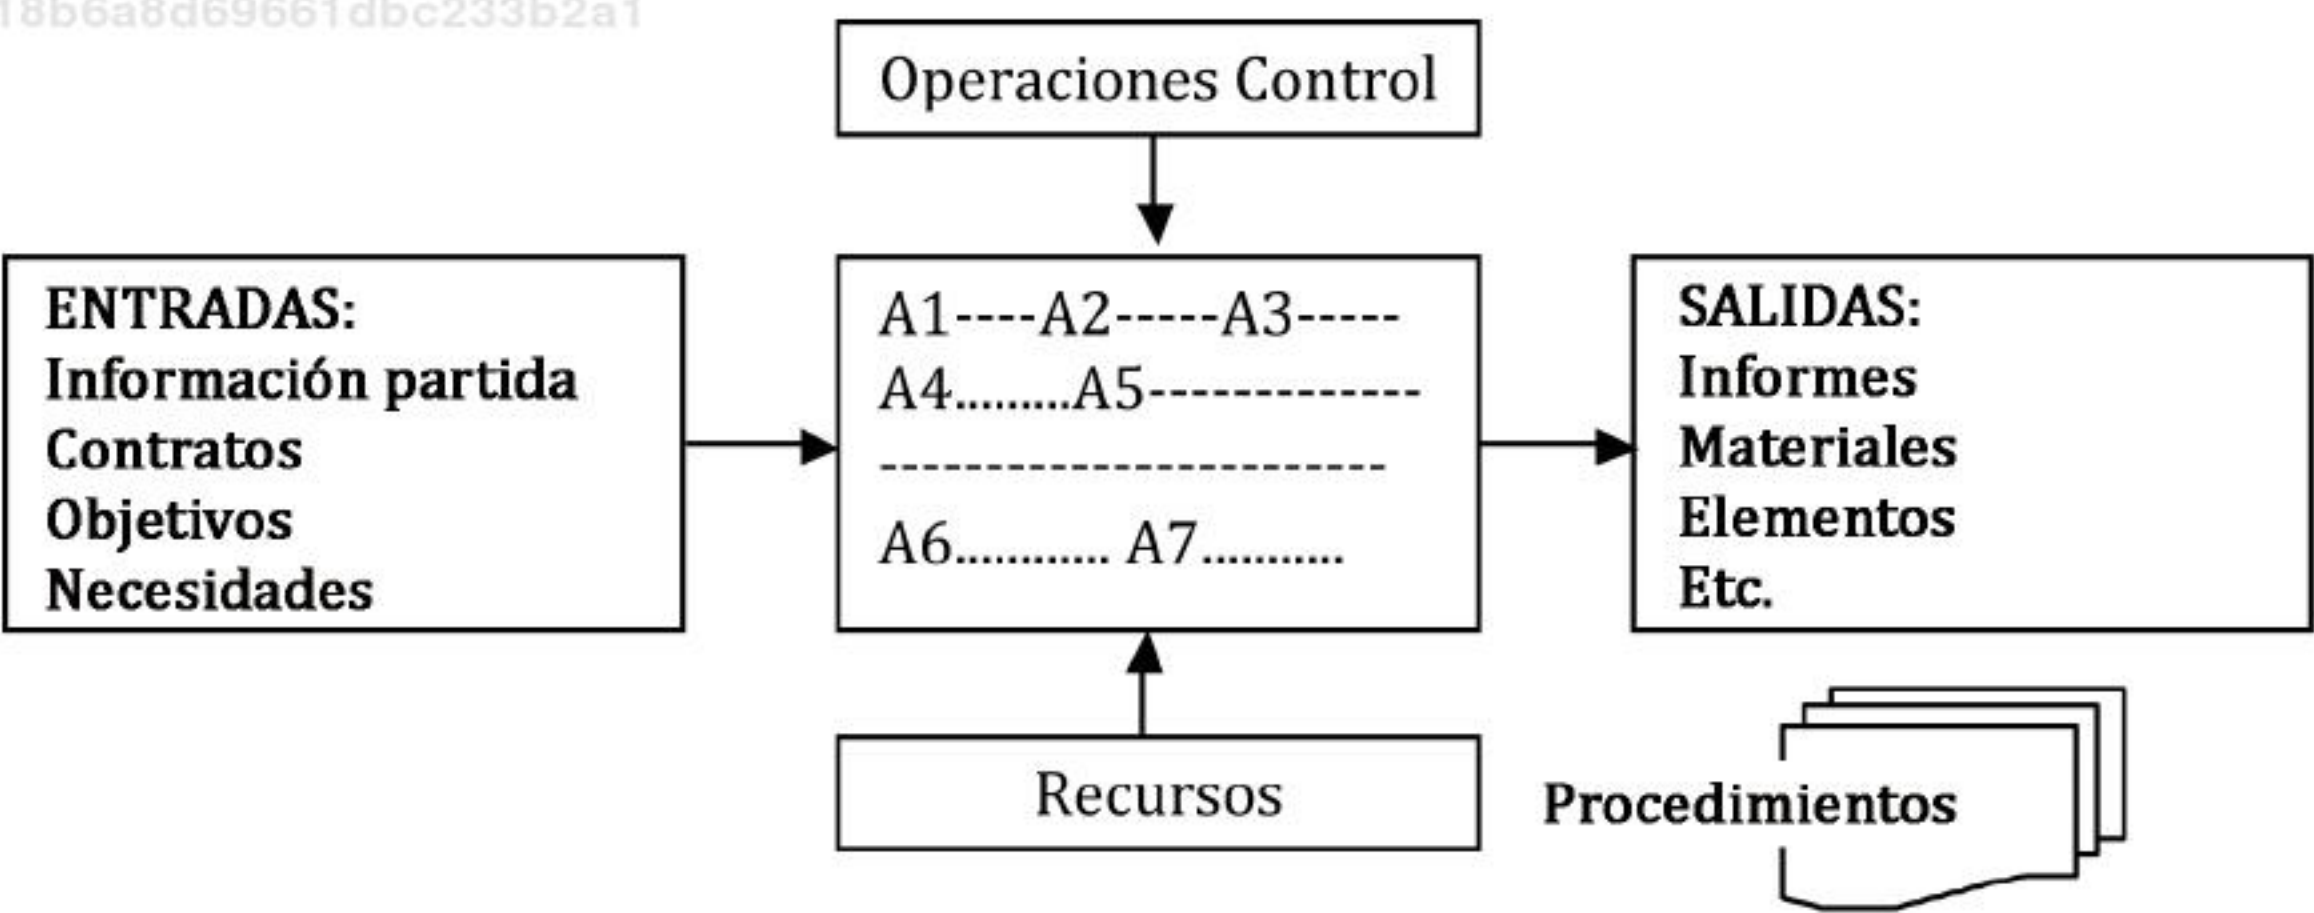 18b6a8d69661dbc233b2a1
Operaciones Control
ENTRADAS:
Información partida
Contratos
Objetivos
Necesidades
A1----A2-----A3-----
A4.........A5-------------
------------------------
A6............ A7...........
SALIDAS:
Informes
Materiales
Elementos
Etc.
Recursos
Procedimientos